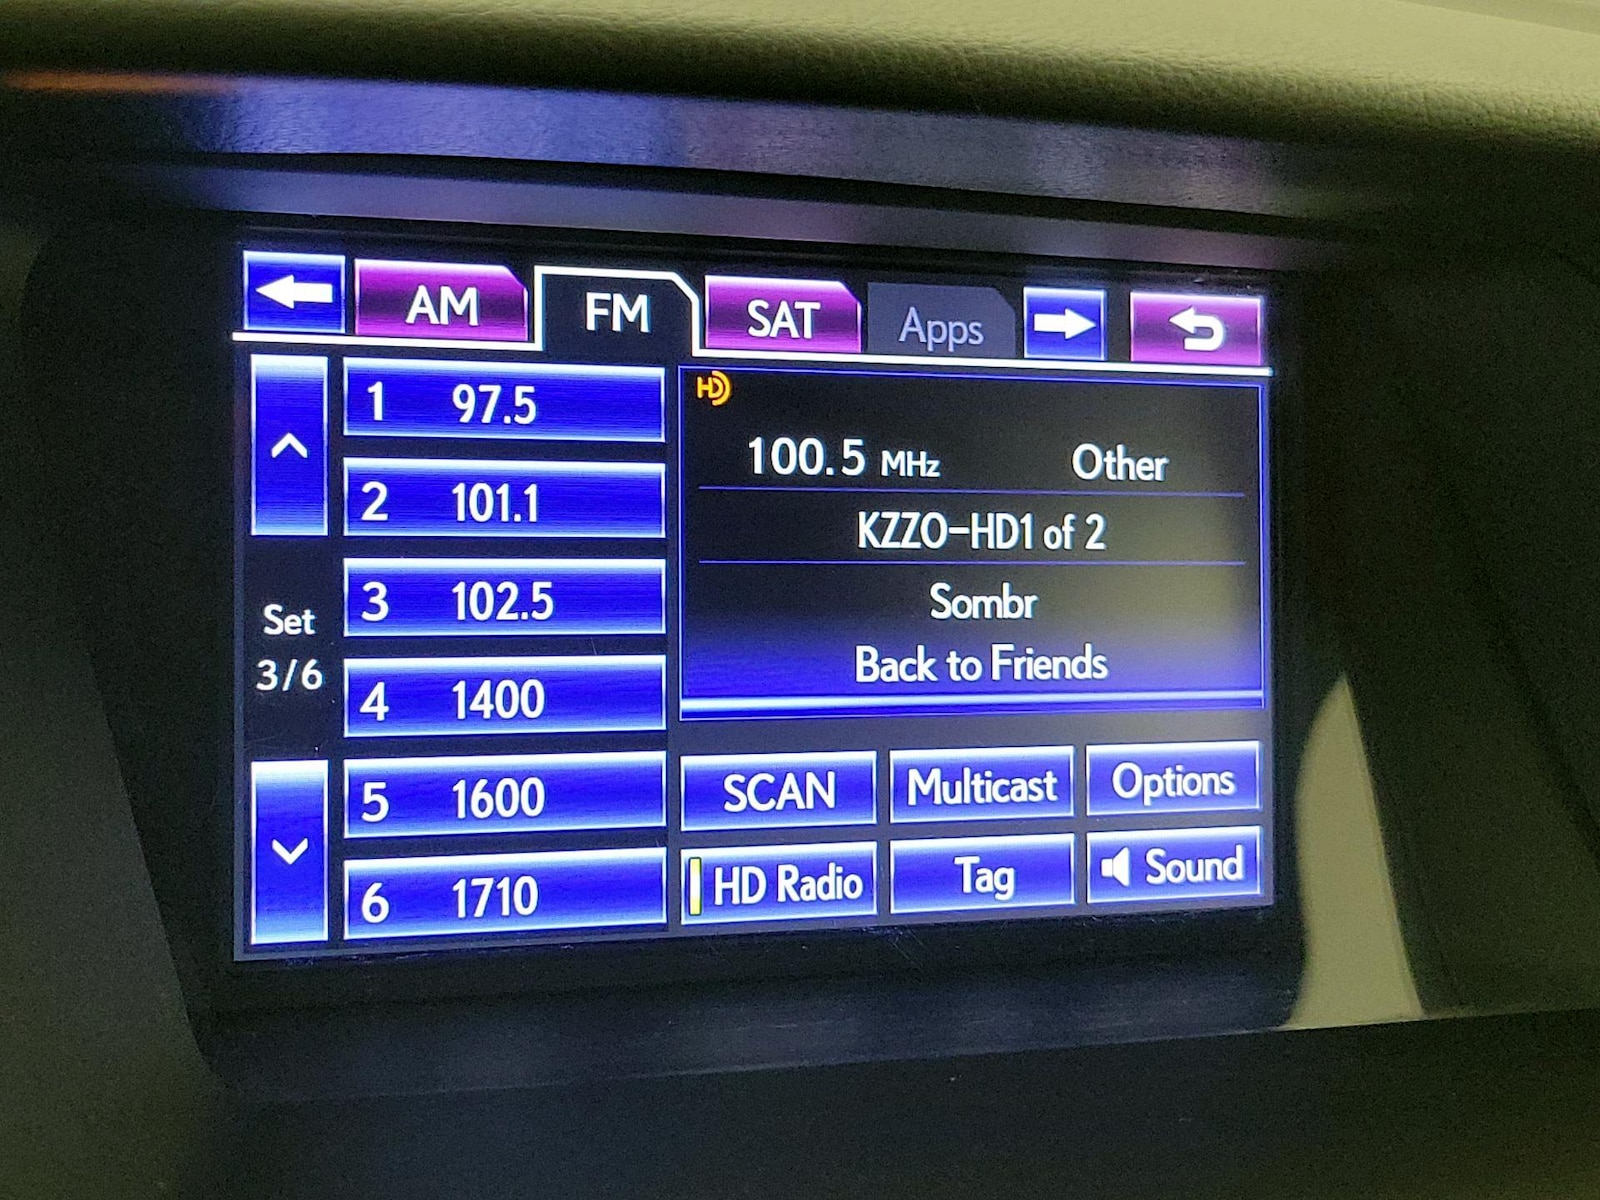 AM FM SAT Apps
1 97.5
2 101.1
3 102.5
4 1400
5 1600
6 1710
Set
3/6
HD
100.5 MHz Other
KZZO-HD1 of 2
Sombr
Back to Friends
SCAN Multicast Options
HD Radio Tag Sound